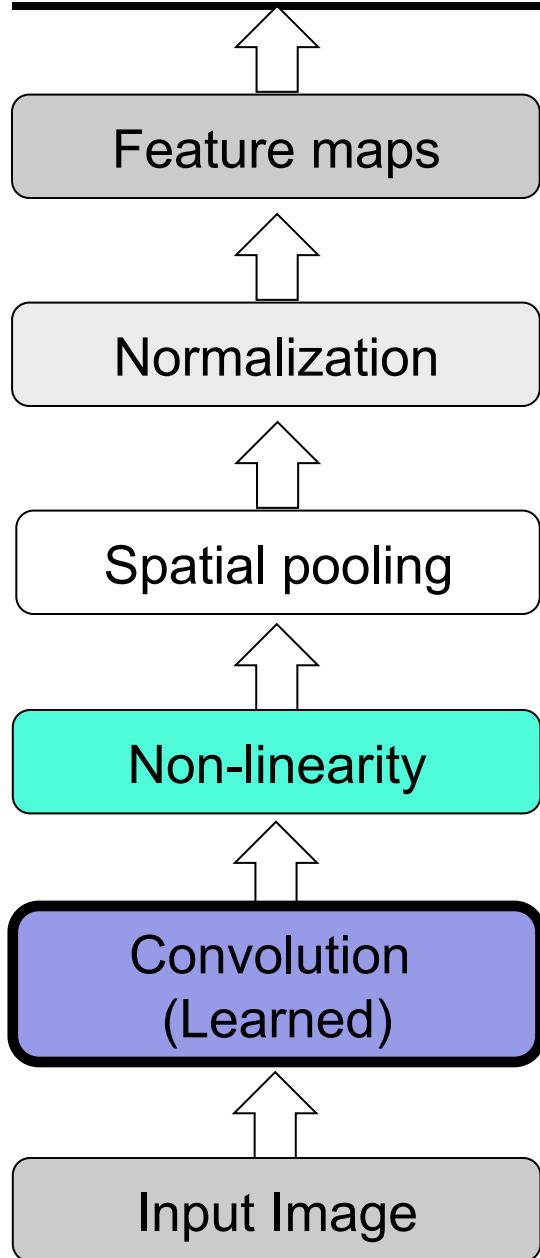 Feature maps
Normalization
Spatial pooling
Non-linearity
Convolution
(Learned)
Input Image